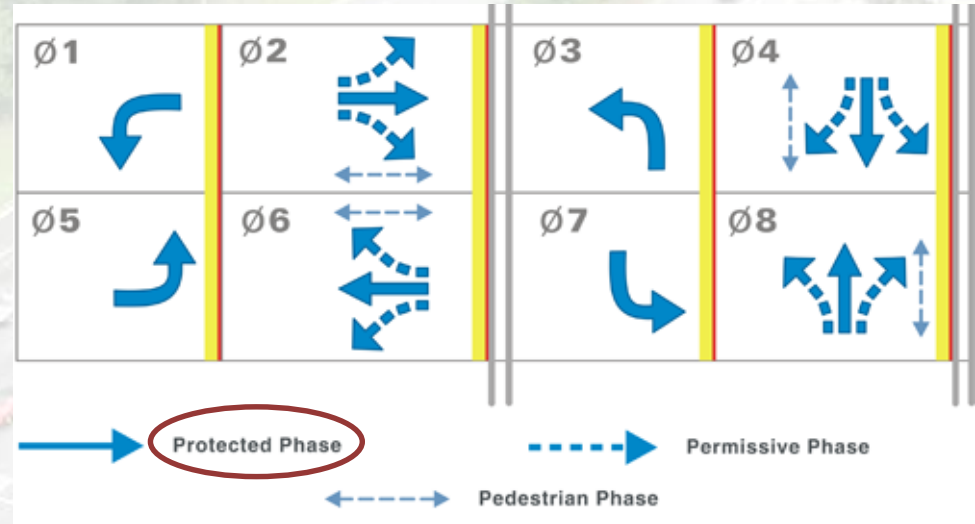 Ø1 Ø2 Ø3 Ø4
Ø5 Ø6 Ø7 Ø8
Protected Phase Permissive Phase
Pedestrian Phase